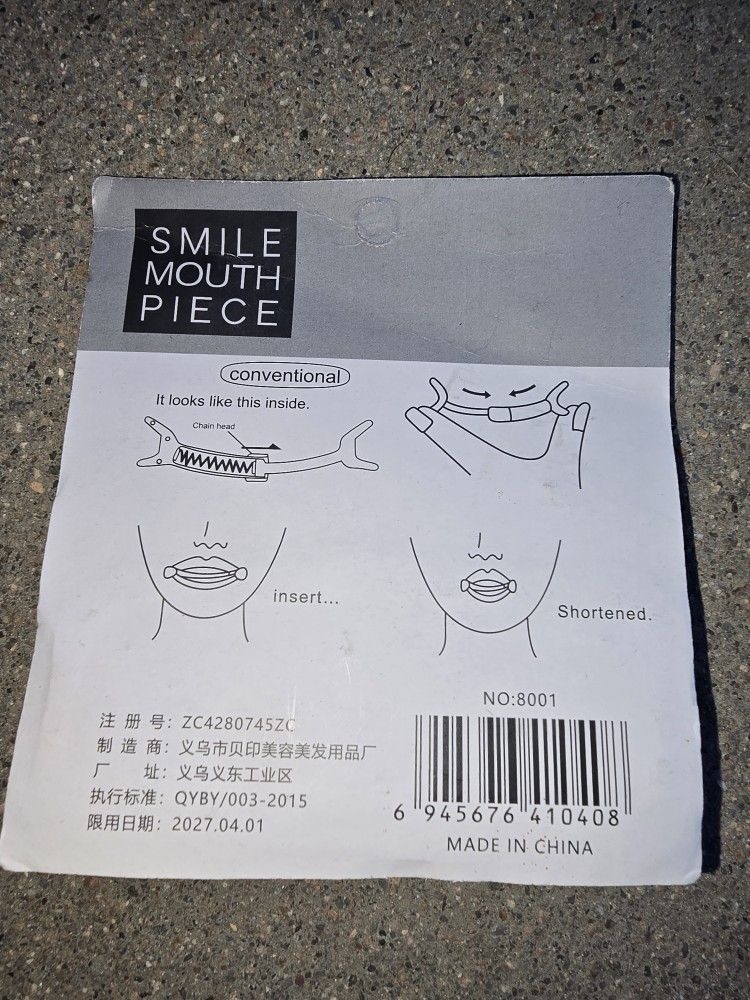 SMILE
MOUTH
PIECE
conventional
It looks like this inside.
Chain head
insert...
Shortened.
注 册 号: ZC4280745ZC
制 造 商: 义乌市贝印美容美发用品厂
厂 址: 义乌义东工业区
执行标准: QYBY/003-2015
限用日期: 2027.04.01
NO:8001
6 945676 410408
MADE IN CHINA